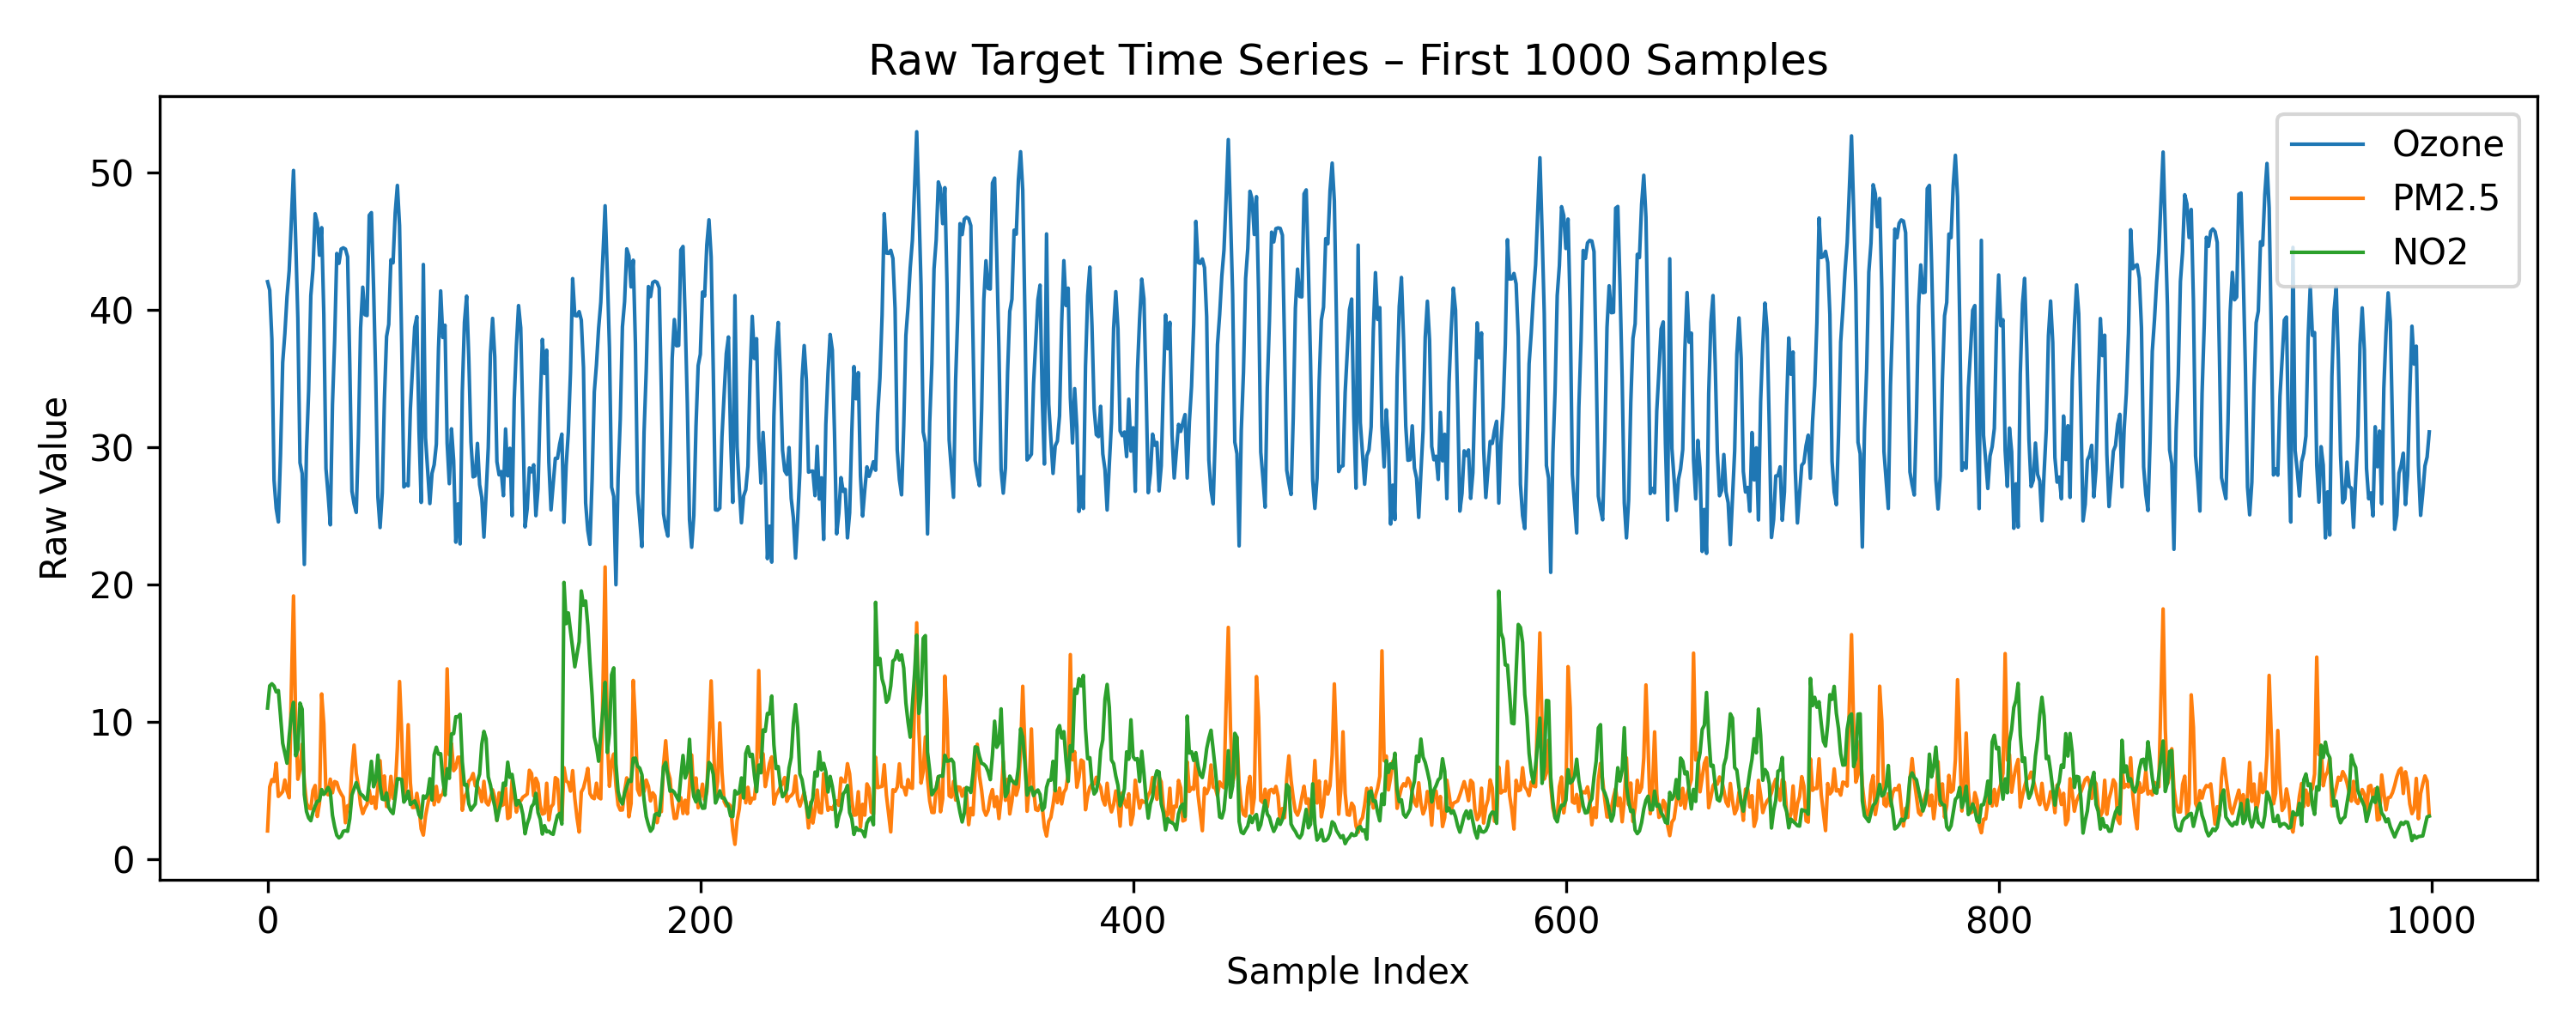 Raw Target Time Series – First 1000 Samples
Ozone
PM2.5
NO2
Raw Value
50
40
30
20
10
0
0 200 400 600 800 1000
Sample Index